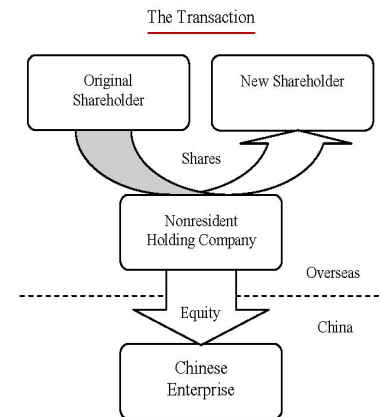 The Transaction
Original
Shareholder
New Shareholder
Shares
Nonresident
Holding Company
Overseas
Equity
China
Chinese
Enterprise